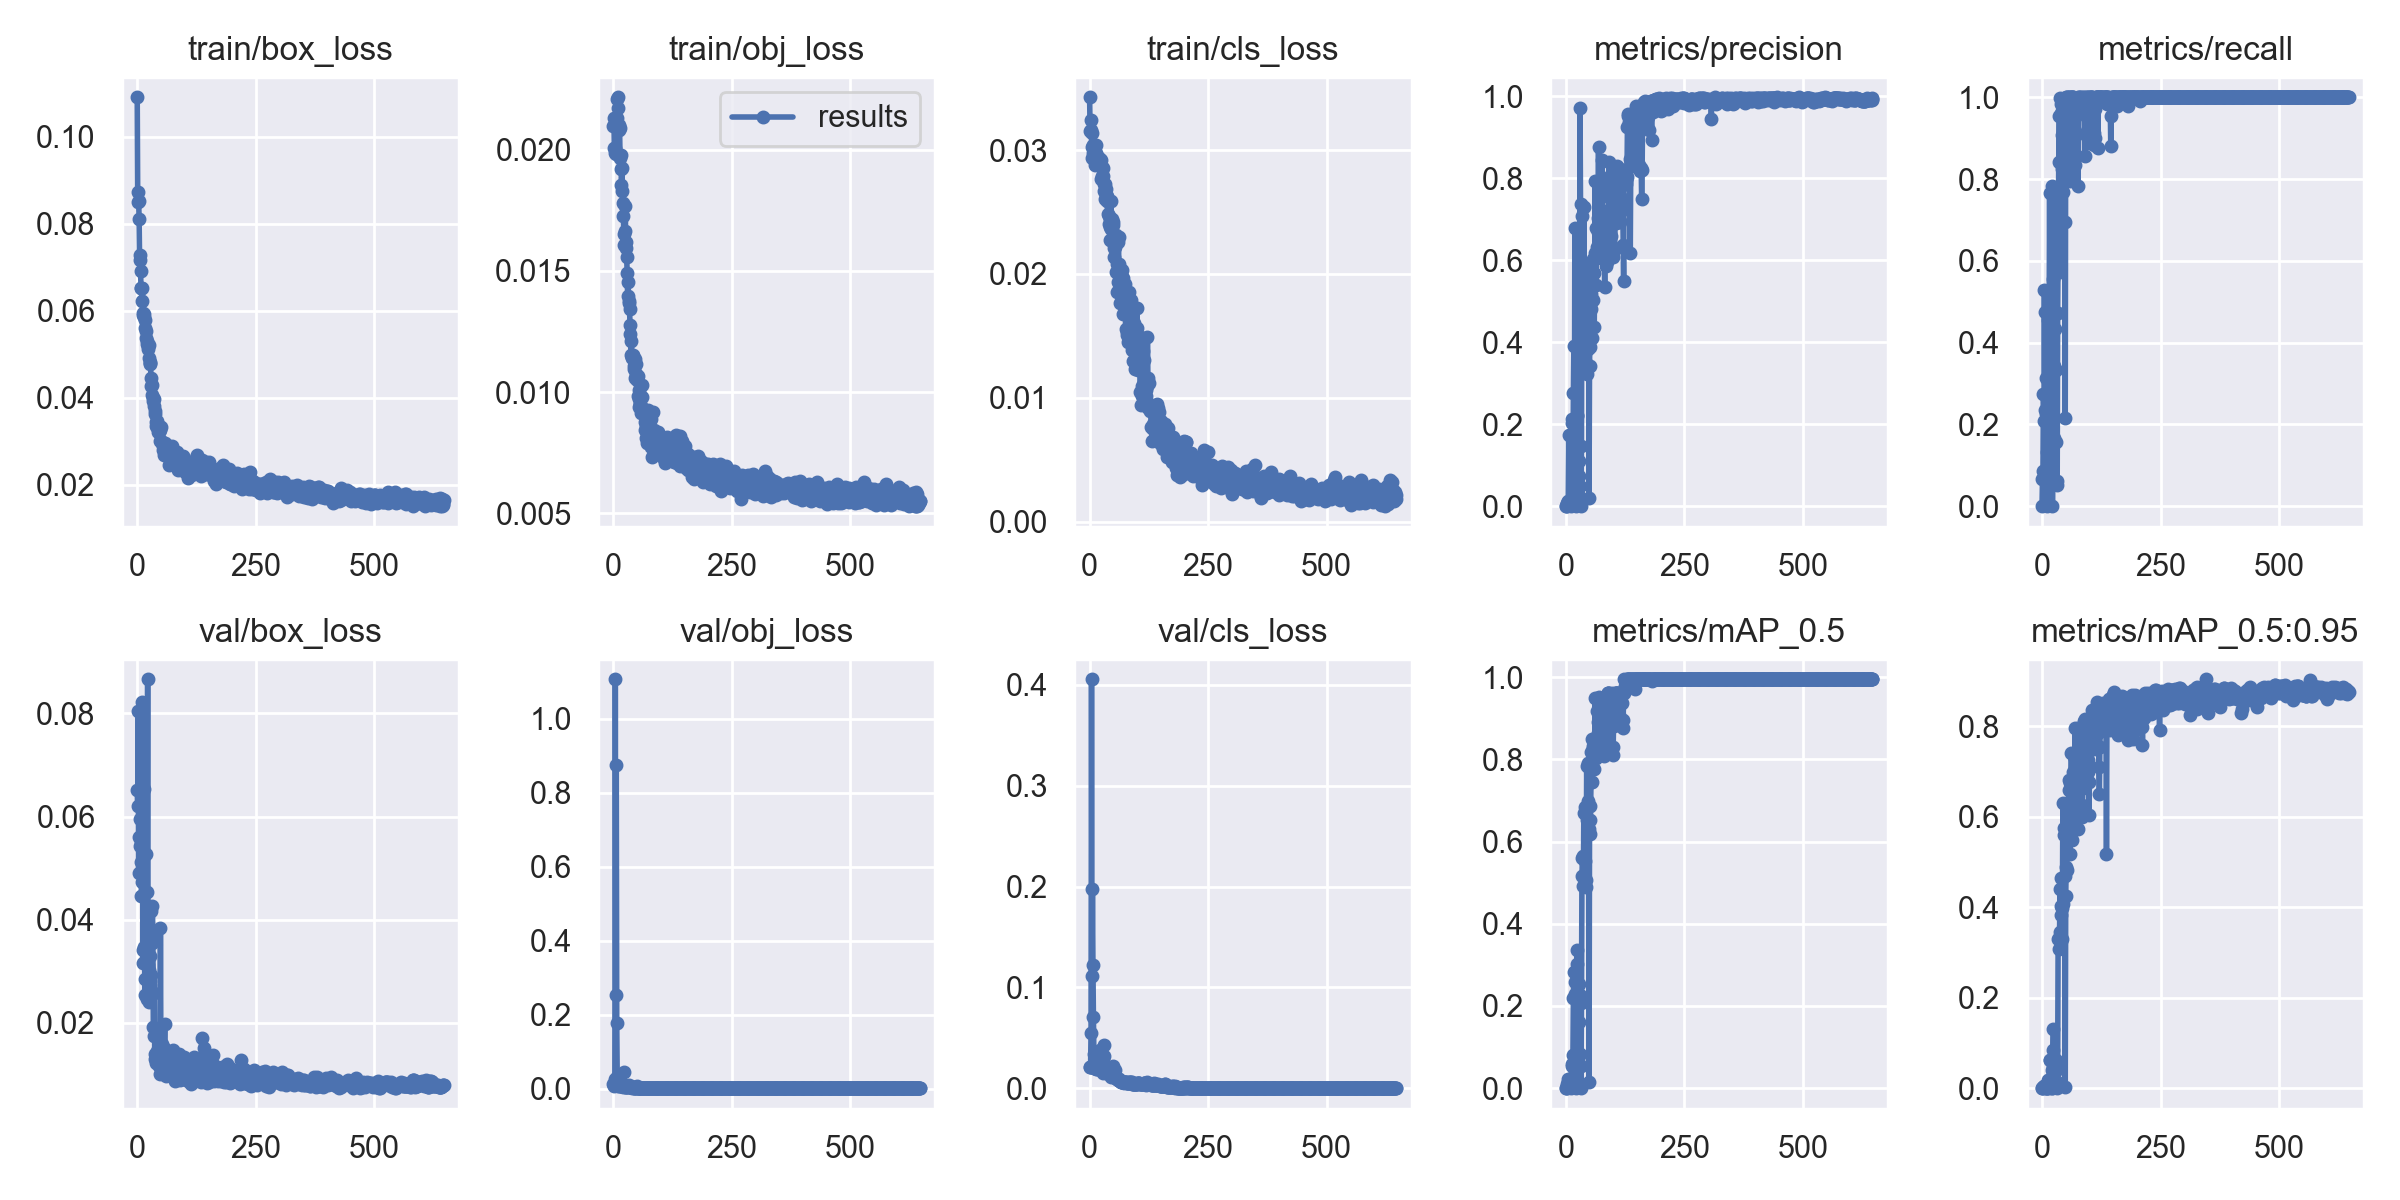 train/box_loss
train/obj_loss
train/cls_loss
metrics/precision
metrics/recall
0.10
0.08
0.06
0.04
0.02
0 250 500
results
0.020
0.015
0.010
0.005
0 250 500
0.03
0.02
0.01
0.00
0 250 500
1.0
0.8
0.6
0.4
0.2
0.0
0 250 500
1.0
0.8
0.6
0.4
0.2
0.0
0 250 500
val/box_loss
val/obj_loss
val/cls_loss
metrics/mAP_0.5
metrics/mAP_0.5:0.95
0.08
0.06
0.04
0.02
0 250 500
1.0
0.8
0.6
0.4
0.2
0.0
0 250 500
0.4
0.3
0.2
0.1
0.0
0 250 500
1.0
0.8
0.6
0.4
0.2
0.0
0 250 500
0.8
0.6
0.4
0.2
0.0
0 250 500